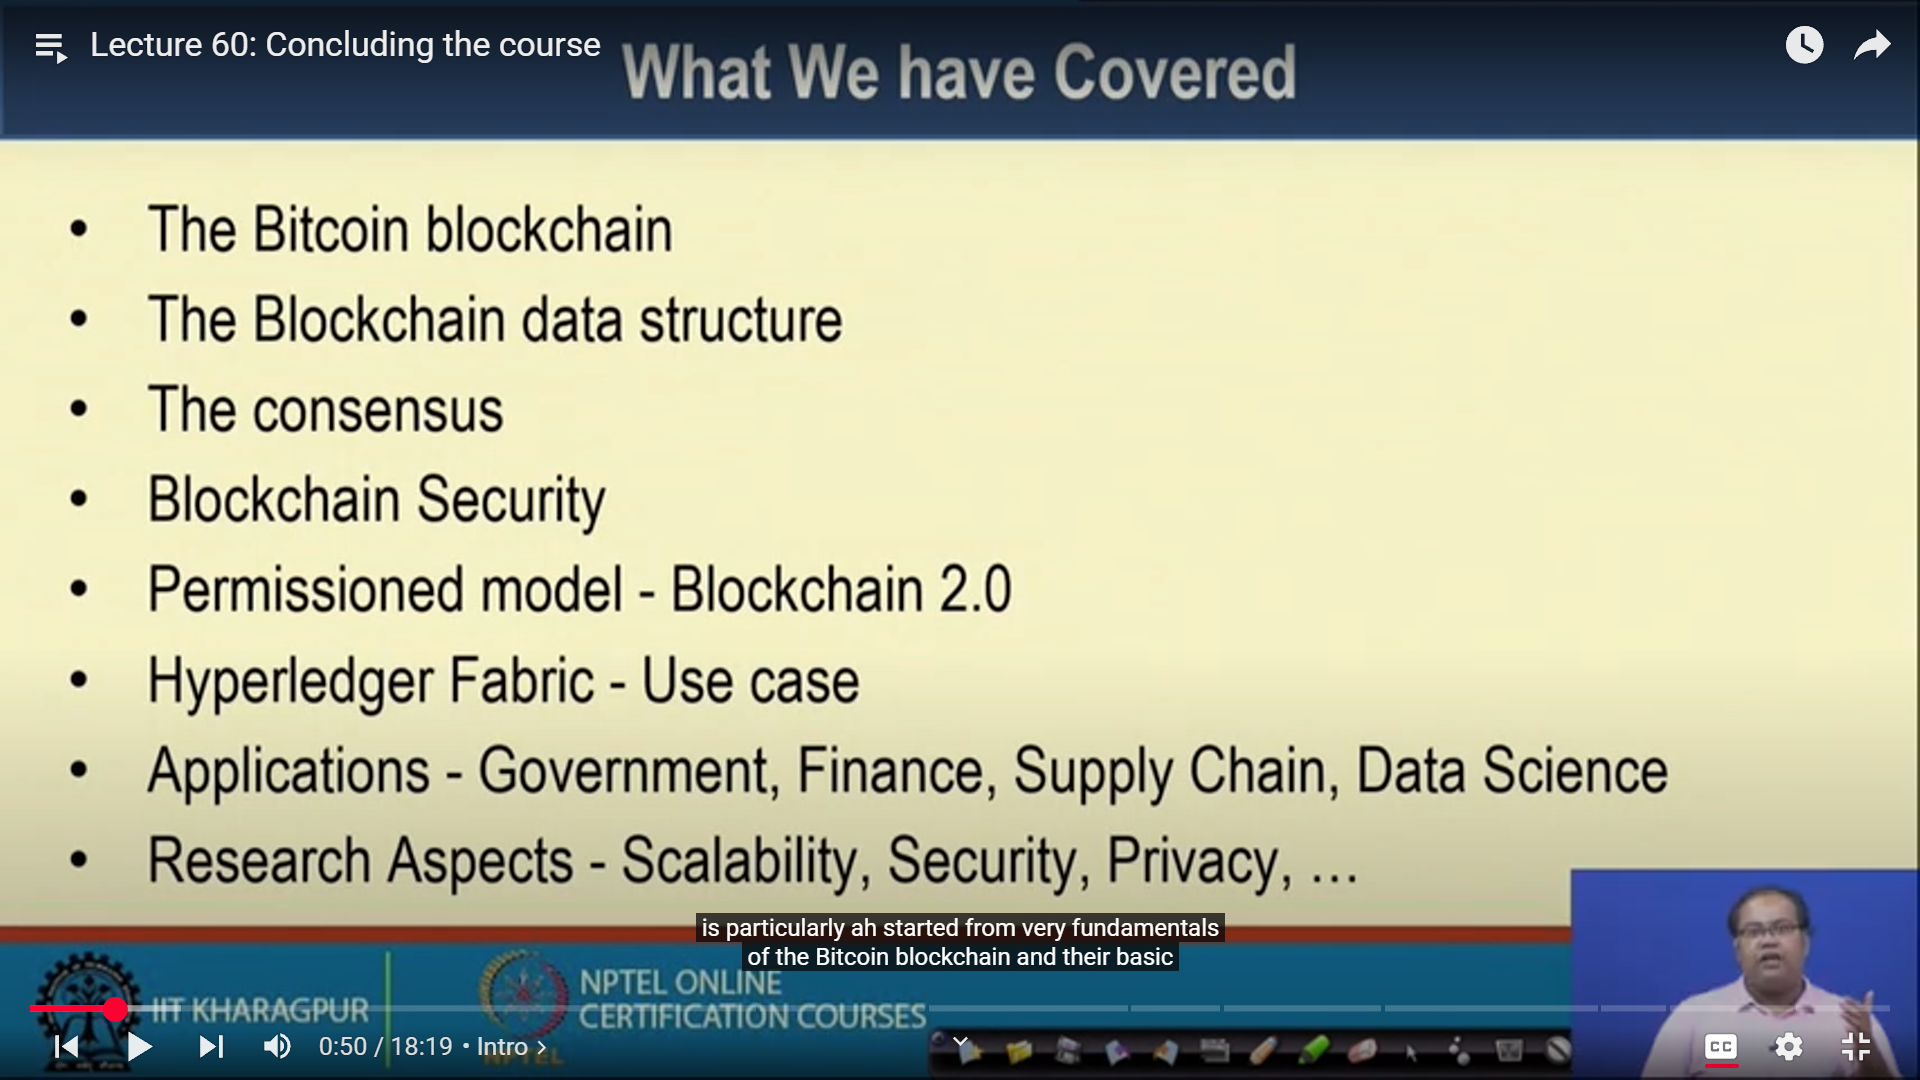 Lecture 60: Concluding the course
What We have Covered
• The Bitcoin blockchain
• The Blockchain data structure
• The consensus
• Blockchain Security
• Permissioned model - Blockchain 2.0
• Hyperledger Fabric - Use case
• Applications - Government, Finance, Supply Chain, Data Science
• Research Aspects - Scalability, Security, Privacy, …
is particularly ah started from very fundamentals
of the Bitcoin blockchain and their basic
IIT KHARAGPUR
NPTEL ONLINE
CERTIFICATION COURSES
NPTEL
0:50 / 18:19 • Intro
CC